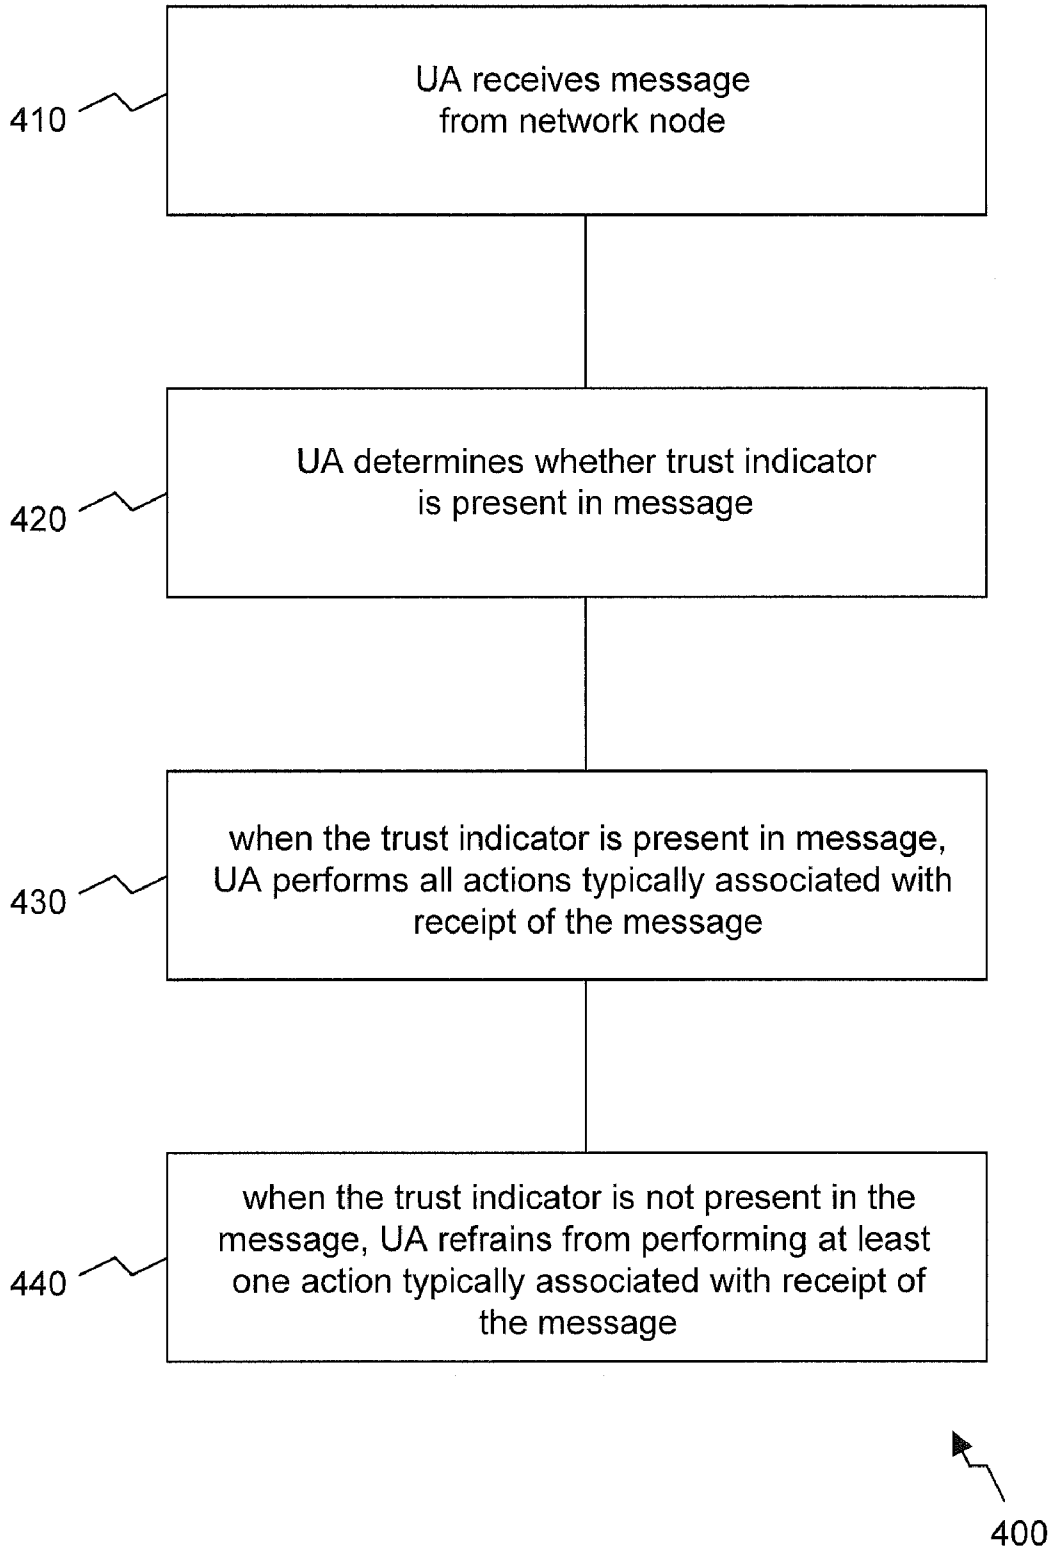 UA receives message
from network node
410
UA determines whether trust indicator
is present in message
420
when the trust indicator is present in message,
UA performs all actions typically associated with
receipt of the message
430
when the trust indicator is not present in the
message, UA refrains from performing at least
one action typically associated with receipt of
the message
440
400